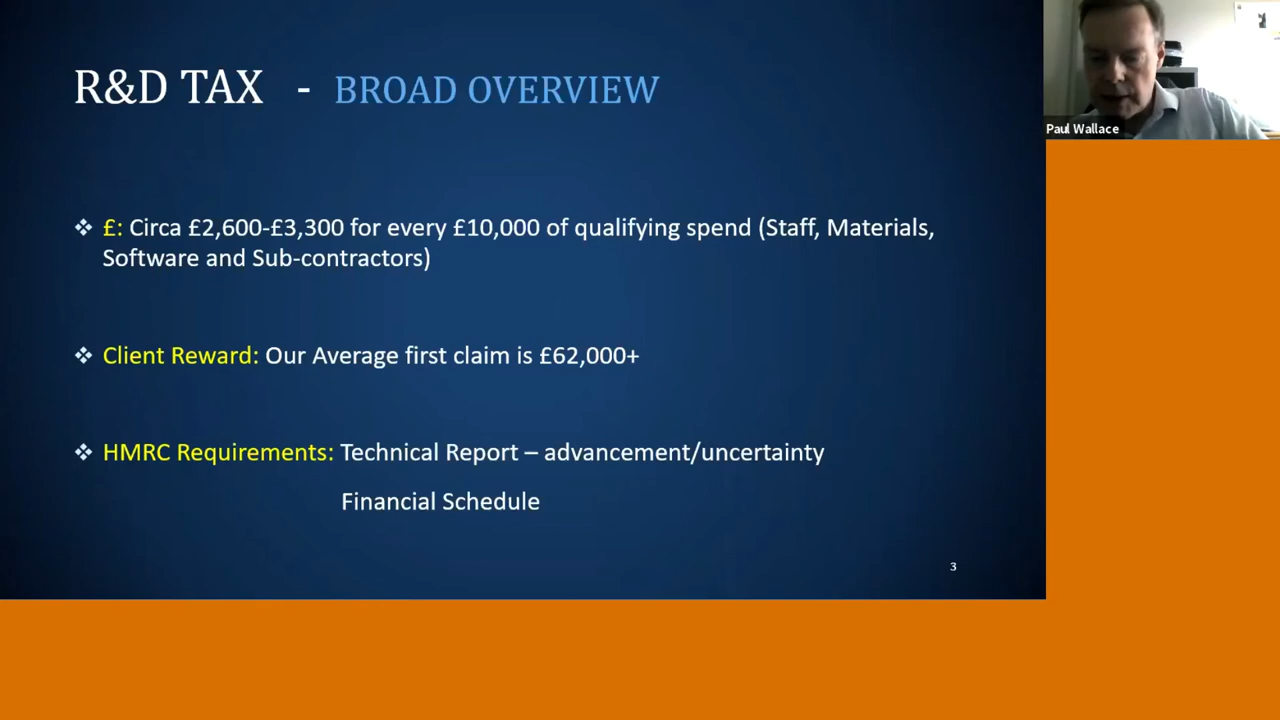 R&D TAX - BROAD OVERVIEW
Paul Wallace
❖ £: Circa £2,600-£3,300 for every £10,000 of qualifying spend (Staff, Materials,
Software and Sub-contractors)
❖ Client Reward: Our Average first claim is £62,000+
❖ HMRC Requirements: Technical Report – advancement/uncertainty
Financial Schedule
3